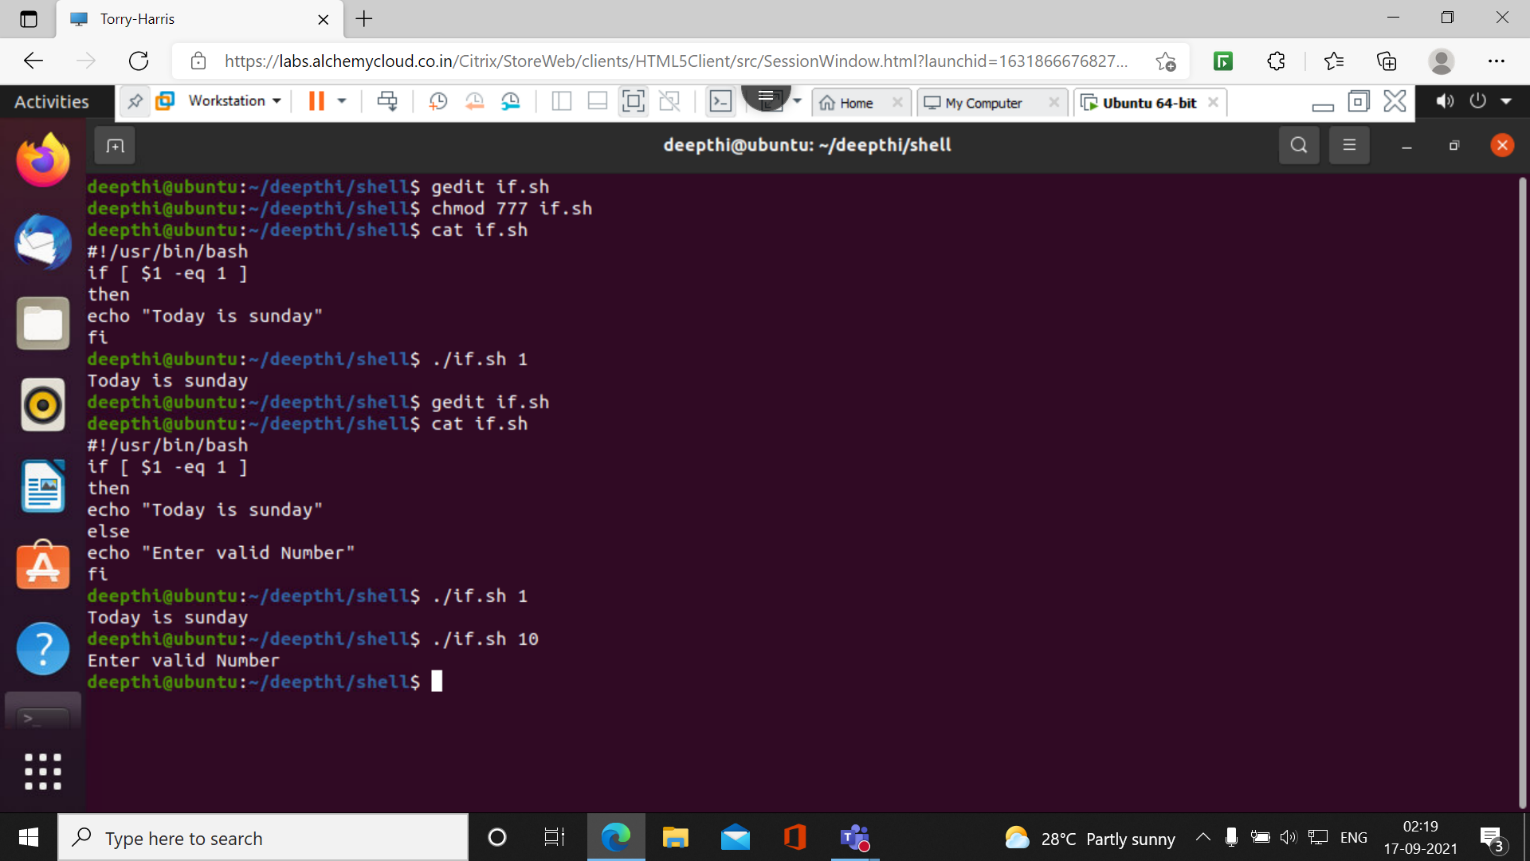 Torry-Harris
https://labs.alchemycloud.co.in/Citrix/StoreWeb/clients/HTML5Client/src/SessionWindow.html?launchid=1631866676827...
Activities
Workstation
Home
My Computer
Ubuntu 64-bit
deepthi@ubuntu: ~/deepthi/shell
deepthi@ubuntu:~/deepthi/shell$ gedit if.sh
deepthi@ubuntu:~/deepthi/shell$ chmod 777 if.sh
deepthi@ubuntu:~/deepthi/shell$ cat if.sh
#!/usr/bin/bash
if [ $1 -eq 1 ]
then
echo "Today is sunday"
fi
deepthi@ubuntu:~/deepthi/shell$ ./if.sh 1
Today is sunday
deepthi@ubuntu:~/deepthi/shell$ gedit if.sh
deepthi@ubuntu:~/deepthi/shell$ cat if.sh
#!/usr/bin/bash
if [ $1 -eq 1 ]
then
echo "Today is sunday"
else
echo "Enter valid Number"
fi
deepthi@ubuntu:~/deepthi/shell$ ./if.sh 1
Today is sunday
deepthi@ubuntu:~/deepthi/shell$ ./if.sh 10
Enter valid Number
deepthi@ubuntu:~/deepthi/shell$
Type here to search
28°C Partly sunny
ENG
02:19
17-09-2021
3